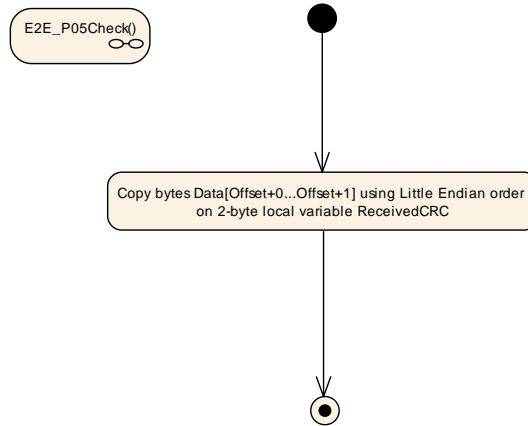 E2E_P05Check()
Copy bytes Data[Offset+0...Offset+1] using Little Endian order
on 2-byte local variable ReceivedCRC